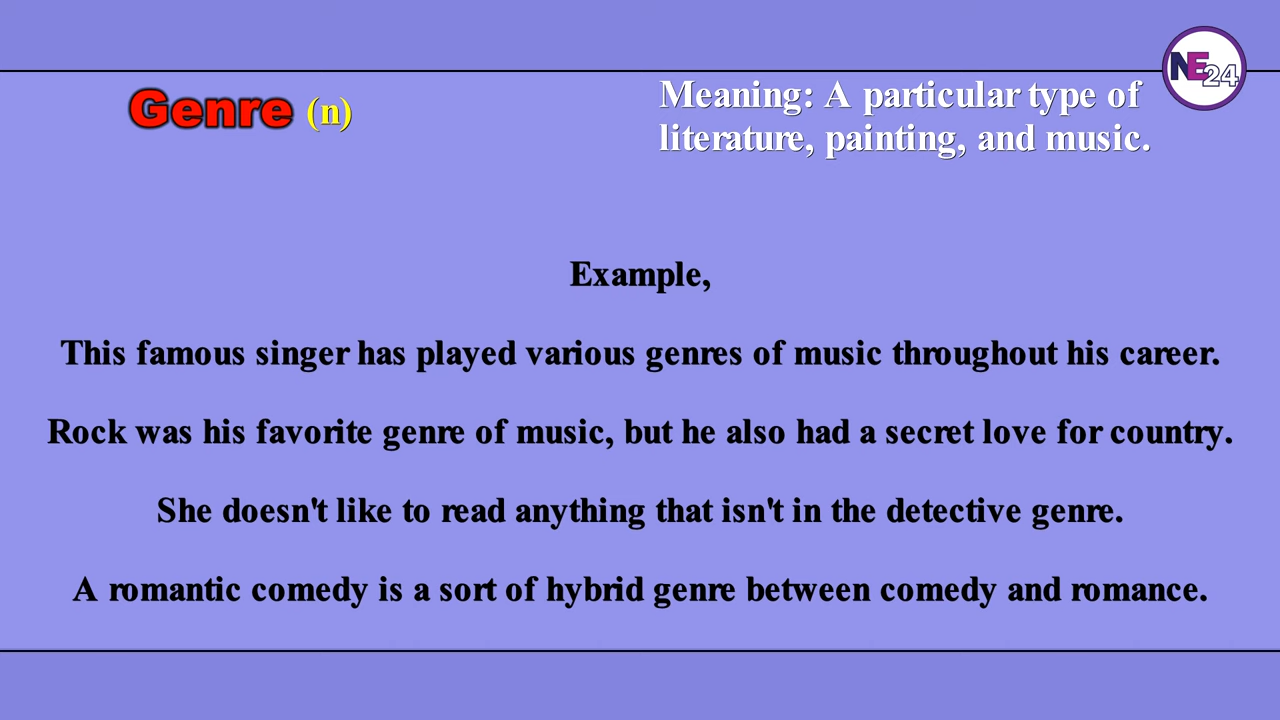 NE24
Genre (n)
Meaning: A particular type of
literature, painting, and music.
Example,
This famous singer has played various genres of music throughout his career.
Rock was his favorite genre of music, but he also had a secret love for country.
She doesn't like to read anything that isn't in the detective genre.
A romantic comedy is a sort of hybrid genre between comedy and romance.